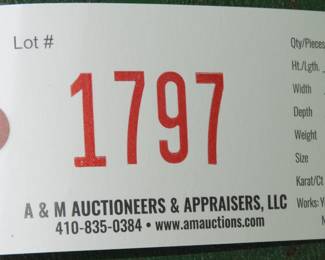 Lot #
1797
A & M AUCTIONEERS & APPRAISERS, LLC
410-835-0384 • www.amauctions.com
Qty/Pieces
Ht./Lgth.
Width
Depth
Weight
Size
Karat/Ct
Works: Y
N